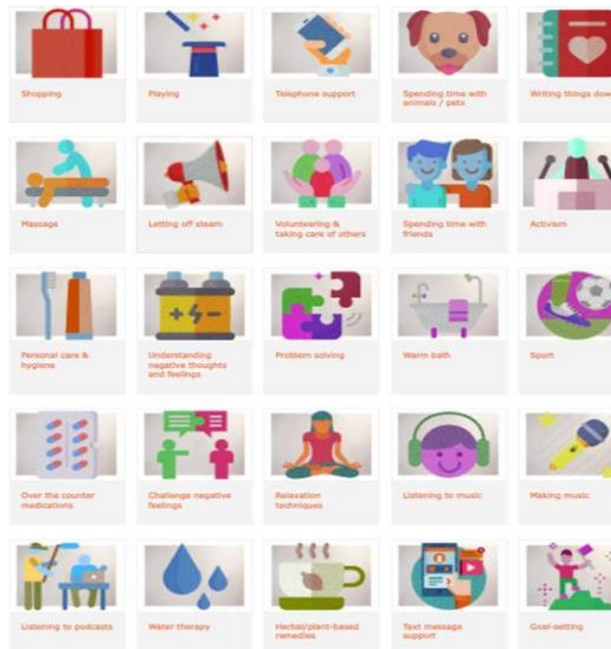 Shopping
Playing
Telephone support
Spending time with
animals / pets
Writing things dow
Massage
Letting off steam
Volunteering &
taking care of others
Spending time with
friends
Activism
Personal care &
hygiene
Understanding
negative thoughts
and feelings
Problem solving
Warm bath
Sport
Over the counter
medications
Challenge negative
feelings
Relaxation
techniques
Listening to music
Making music
Listening to podcasts
Water therapy
Herbal/plant-based
remedies
Text message
support
Goal-setting